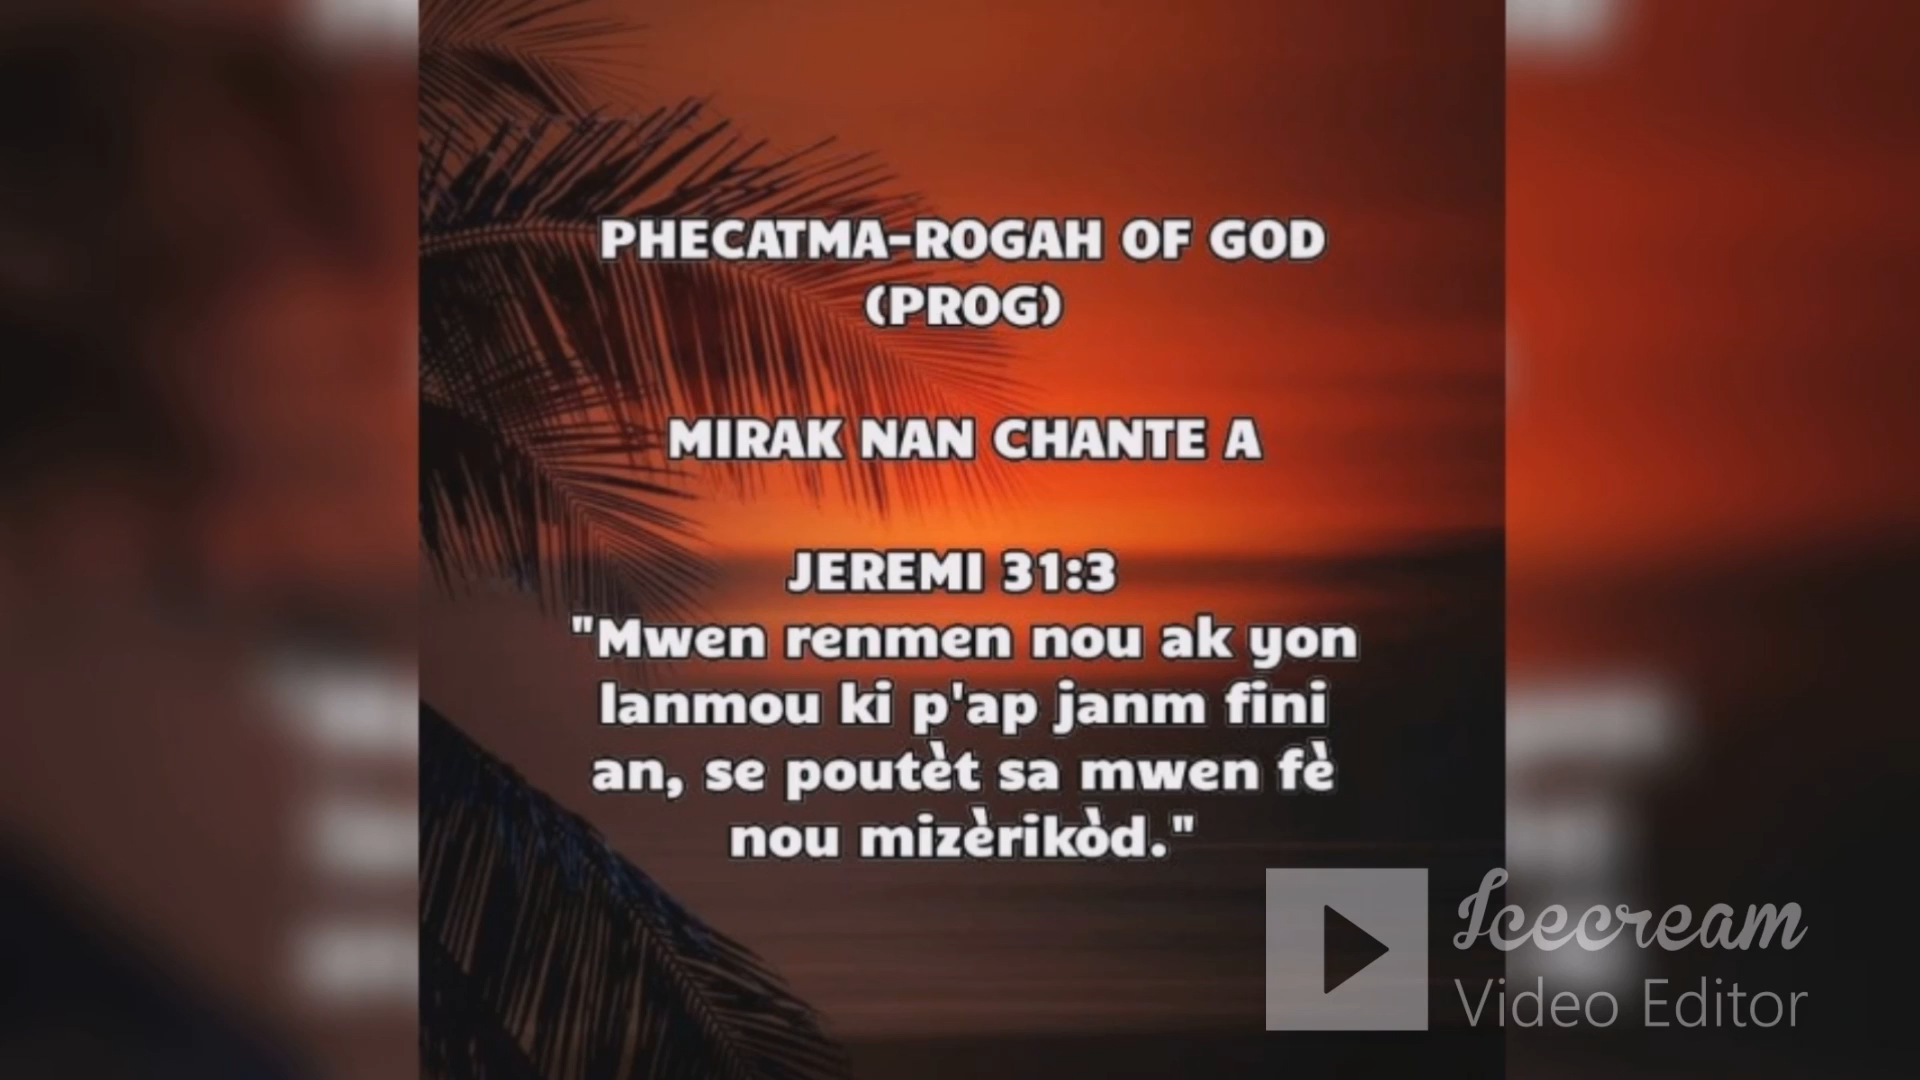 PHECATMA-ROGAH OF GOD
(PROG)
MIRAK NAN CHANTE A
JEREMI 31:3
"Mwen renmen nou ak yon
lanmou ki p'ap janm fini
an, se poutèt sa mwen fè
nou mizèrikòd."
Icecream
Video Editor